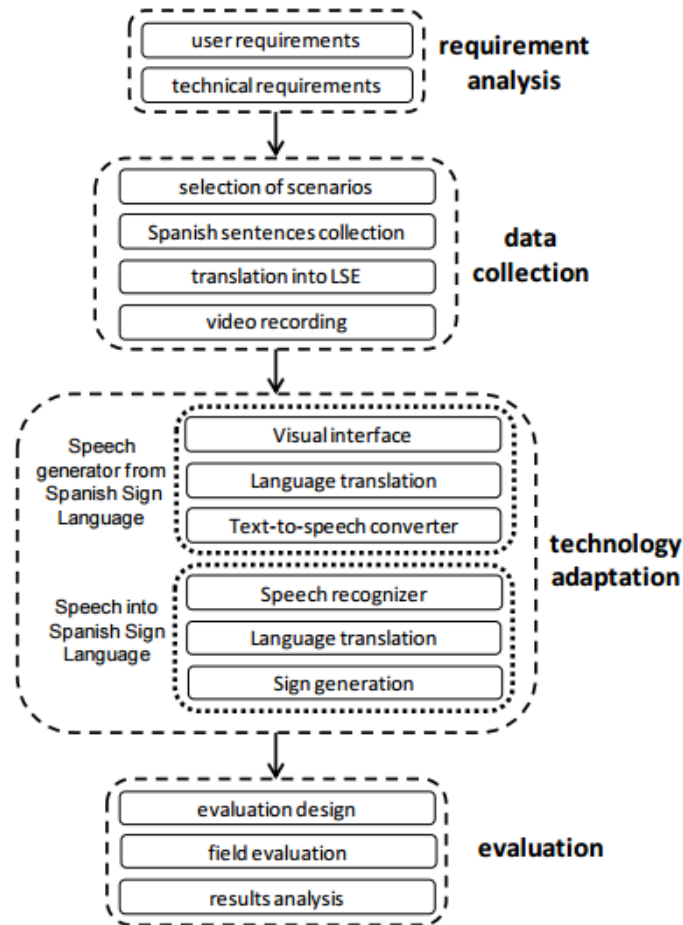 user requirements
technical requirements
requirement
analysis
selection of scenarios
Spanish sentences collection
translation into LSE
video recording
data
collection
Speech
generator from
Spanish Sign
Language
Visual interface
Language translation
Text-to-speech converter
Speech into
Spanish Sign
Language
Speech recognizer
Language translation
Sign generation
technology
adaptation
evaluation design
field evaluation
results analysis
evaluation